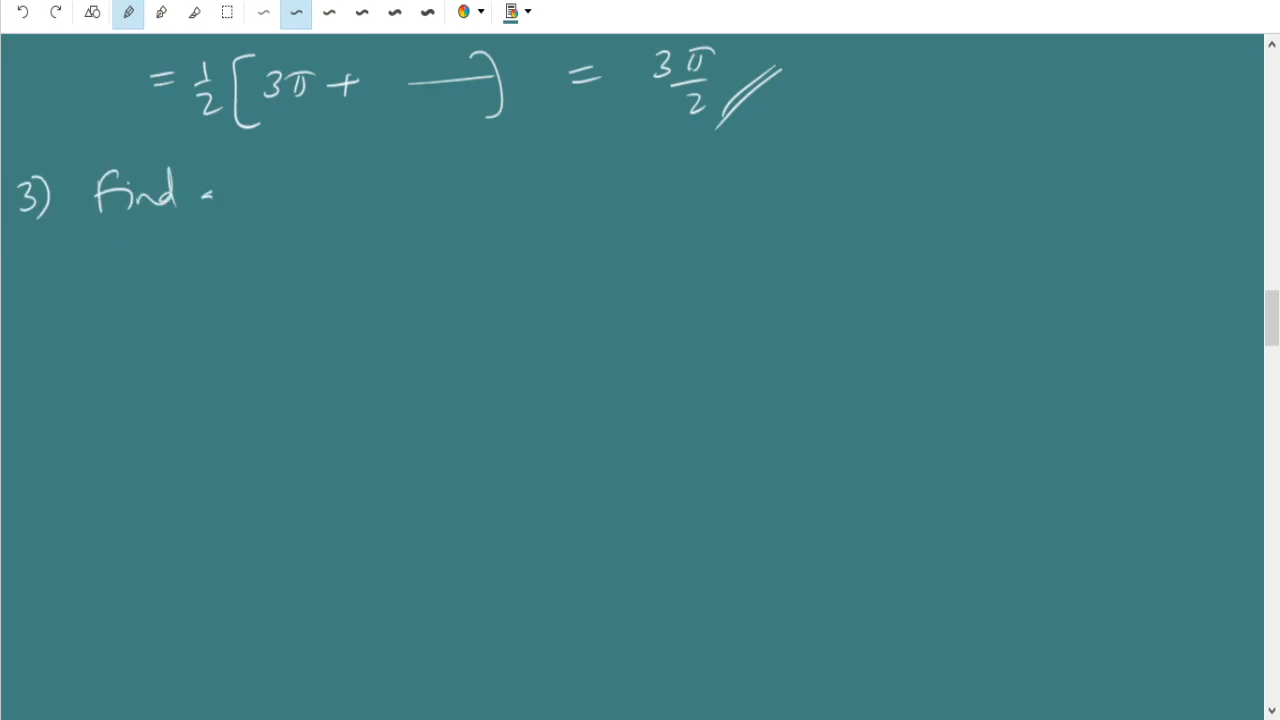 = 1/2 [ 3π + —— ] = 3π/2 //
3) Find